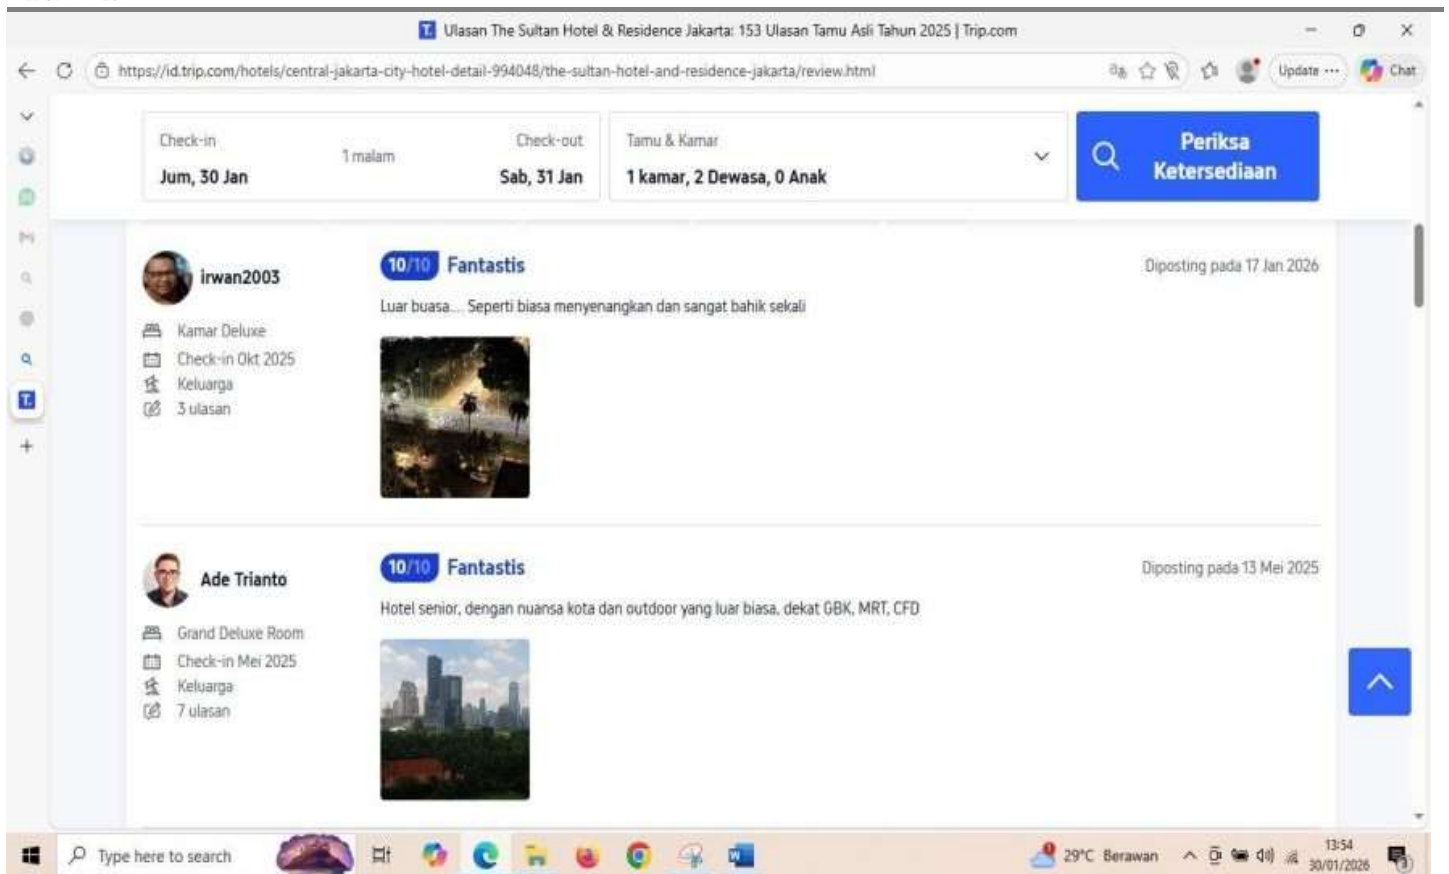 Ulasan The Sultan Hotel & Residence Jakarta: 153 Ulasan Tamu Asli Tahun 2025 | Trip.com
https://id.trip.com/hotels/central-jakarta-city-hotel-detail-994048/the-sultan-hotel-and-residence-jakarta/review.html
Update ...
Chat
Check-in
1 malam
Check-out
Jum, 30 Jan
Sab, 31 Jan
Tamu & Kamar
1 kamar, 2 Dewasa, 0 Anak
Periksa
Ketersediaan
irwan2003
Kamar Deluxe
Check-in Okt 2025
Keluarga
3 ulasan
10/10 Fantastis
Diposting pada 17 Jan 2026
Luar buasa... Seperti biasa menyenangkan dan sangat bahik sekali
Ade Trianto
Grand Deluxe Room
Check-in Mei 2025
Keluarga
7 ulasan
10/10 Fantastis
Diposting pada 13 Mei 2025
Hotel senior, dengan nuansa kota dan outdoor yang luar biasa, dekat GBK, MRT, CFD
Type here to search
29°C Berawan
13:54
30/01/2026